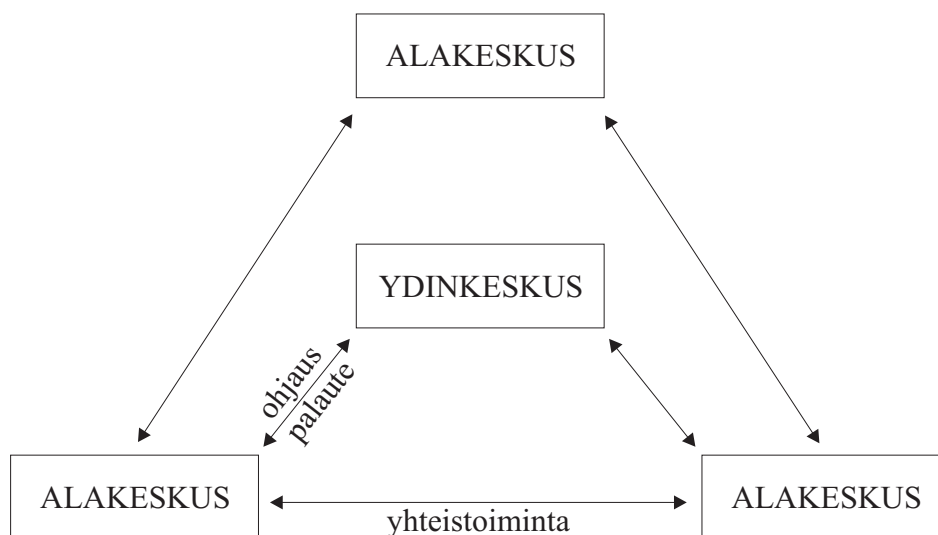 ALAKESKUS
YDINKESKUS
ohjaus
palaute
ALAKESKUS
ALAKESKUS
yhteistoiminta